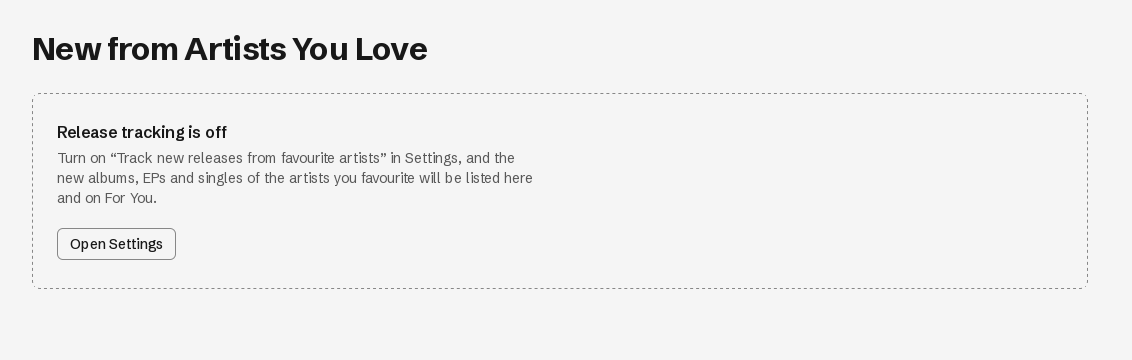 New from Artists You Love
Release tracking is off
Turn on “Track new releases from favourite artists” in Settings, and the
new albums, EPs and singles of the artists you favourite will be listed here
and on For You.
Open Settings